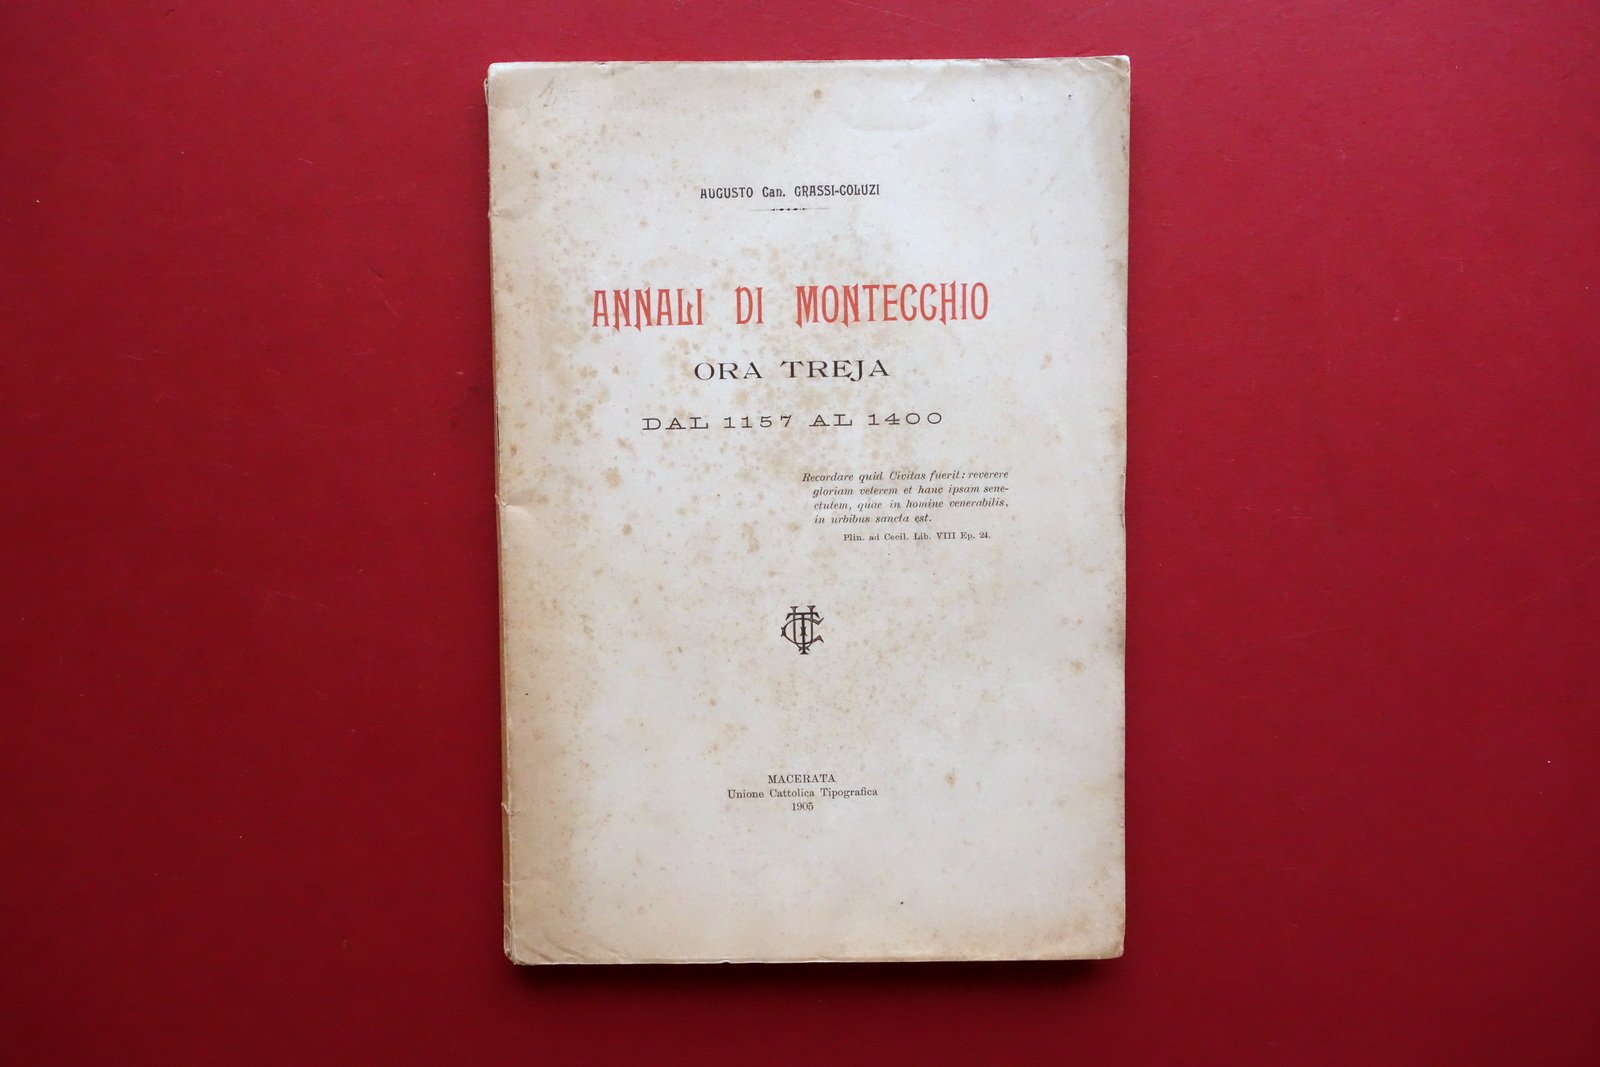 AUGUSTO Can. GRASSI-COLUZI
ANNALI DI MONTECCHIO
ORA TREJA
DAL 1157 AL 1400
Recordare quid Civitas fuerit: reverere
gloriam veterem et hanc ipsam sene-
ctutem, quae in homine venerabilis,
in urbibus sancta est.
Plin. ad Cecil. Lib. VIII Ep. 24.
MACERATA
Unione Cattolica Tipografica
1905